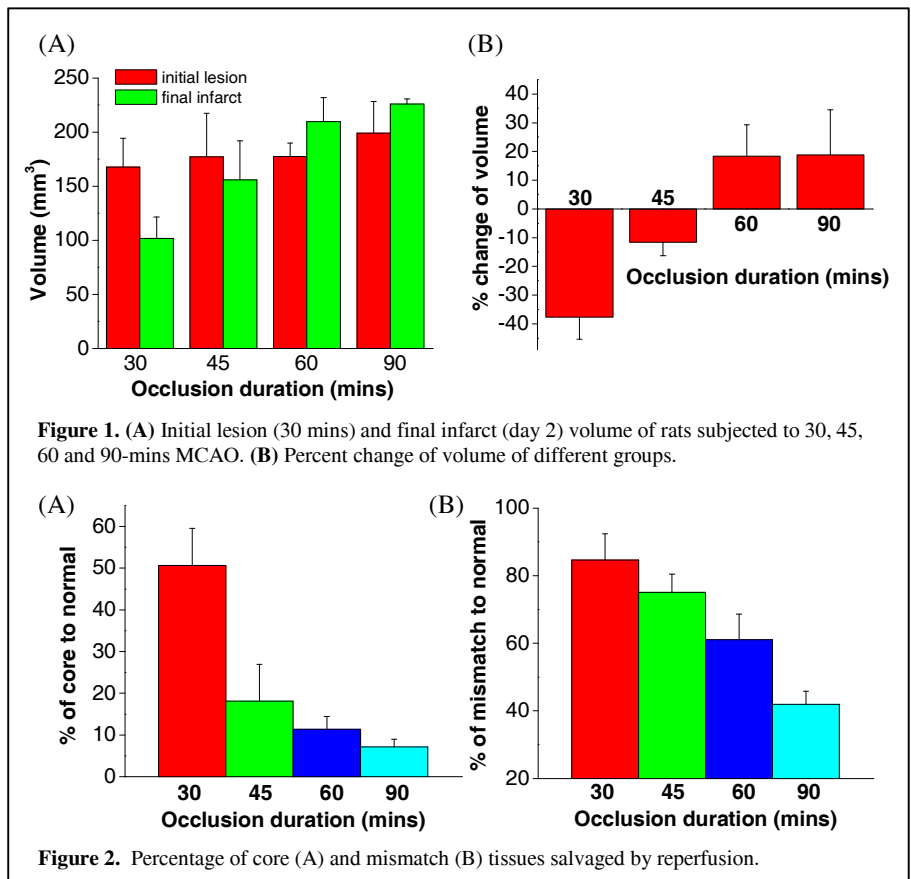 (A)
initial lesion
final infarct
250
200
150
100
50
0
Volume (mm³)
30 45 60 90
Occlusion duration (mins)
(B)
40
30
20
10
0
-10
-20
-30
-40
% change of volume
30 45
60 90
Occlusion duration (mins)
Figure 1. (A) Initial lesion (30 mins) and final infarct (day 2) volume of rats subjected to 30, 45,
60 and 90-mins MCAO. (B) Percent change of volume of different groups.
(A)
60
50
40
30
20
10
0
% of core to normal
30 45 60 90
Occlusion duration (mins)
(B)
100
80
60
40
20
% of mismatch to normal
30 45 60 90
Occlusion duration (mins)
Figure 2. Percentage of core (A) and mismatch (B) tissues salvaged by reperfusion.